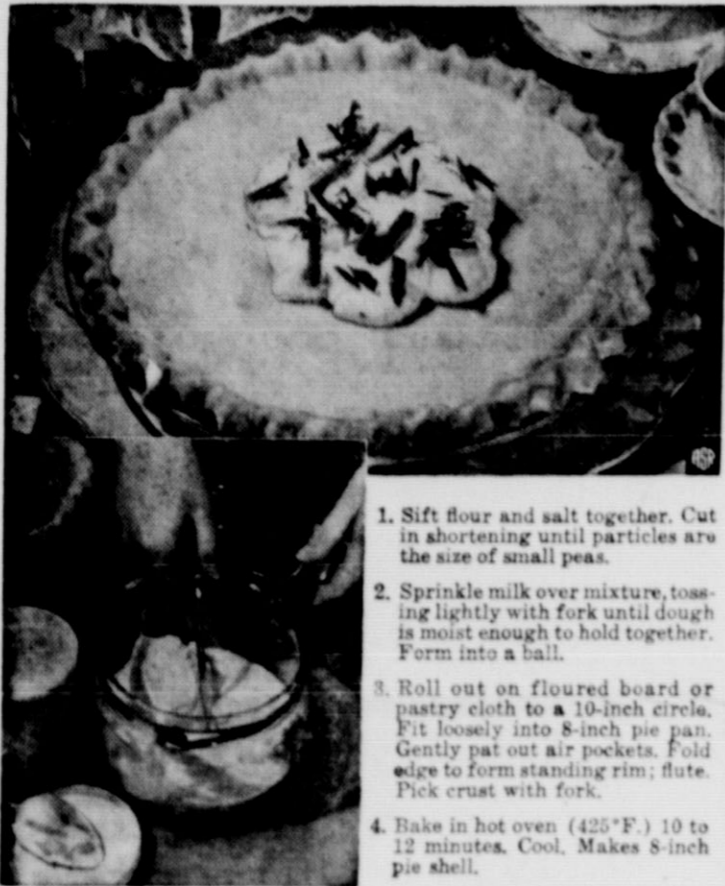 1. Sift flour and salt together. Cut
in shortening until particles are
the size of small peas.
2. Sprinkle milk over mixture, toss-
ing lightly with fork until dough
is moist enough to hold together.
Form into a ball.
3. Roll out on floured board or
pastry cloth to a 10-inch circle.
Fit loosely into 8-inch pie pan.
Gently pat out air pockets. Fold
edge to form standing rim; flute.
Pick crust with fork.
4. Bake in hot oven (425°F.) 10 to
12 minutes. Cool. Makes 8-inch
pie shell.